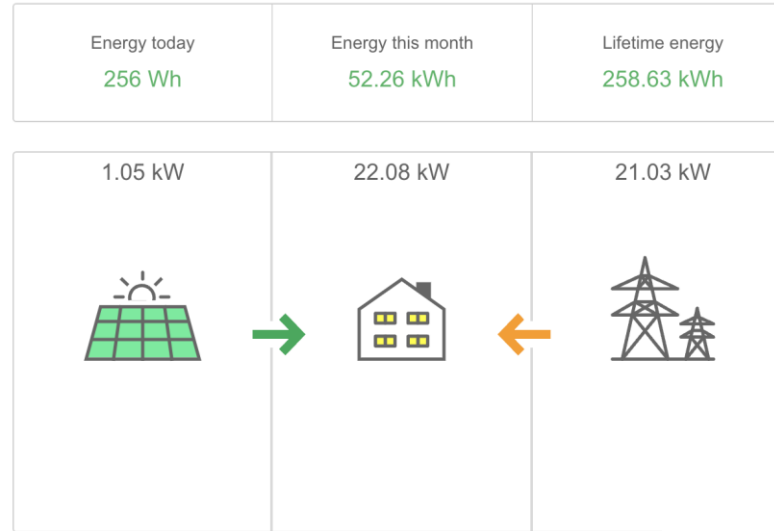 Energy today
256 Wh
Energy this month
52.26 kWh
Lifetime energy
258.63 kWh
1.05 kW
22.08 kW
21.03 kW